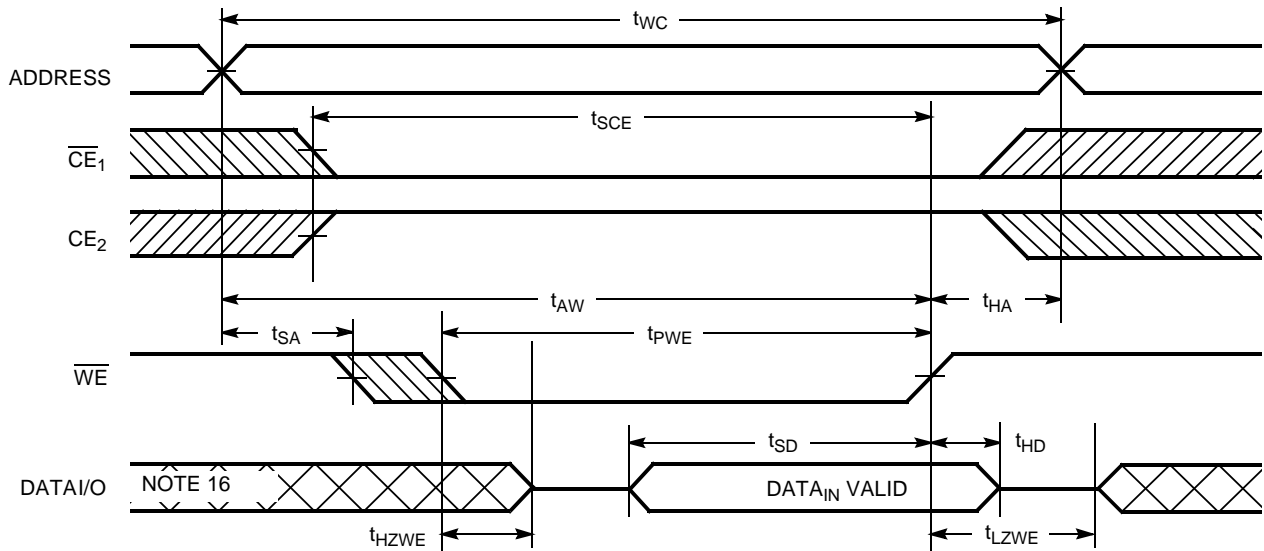 tWC
ADDRESS
tSCE
CE1
CE2
tAW
tHA
tSA
tPWE
WE
tSD
tHD
DATAI/O
NOTE 16
DATAIN VALID
tHZWE
tLZWE